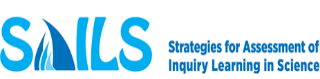 SAILS
Strategies for Assessment of
Inquiry Learning in Science